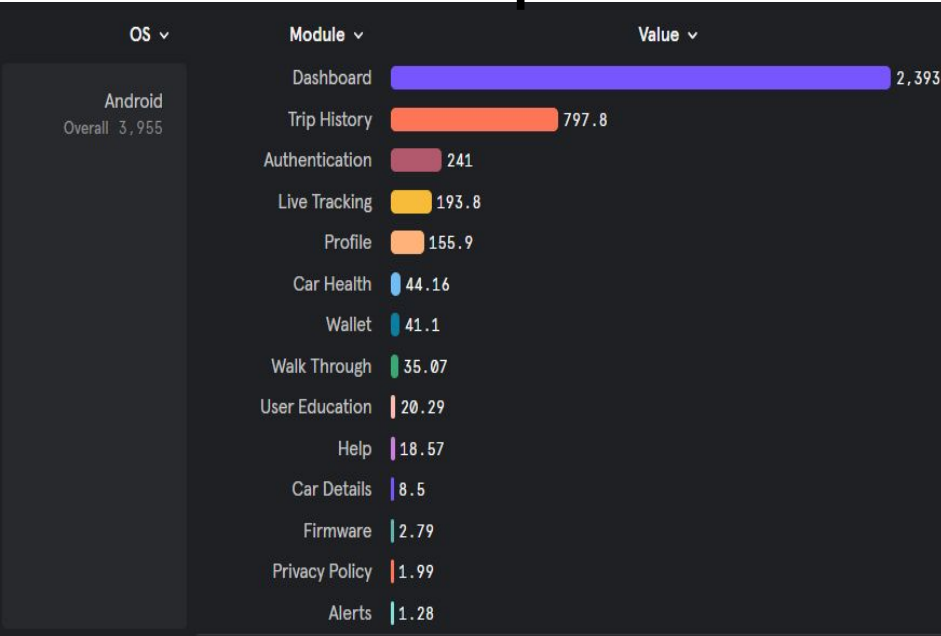 OS Module Value
Android
Overall 3,955
Dashboard 2,393
Trip History 797.8
Authentication 241
Live Tracking 193.8
Profile 155.9
Car Health 44.16
Wallet 41.1
Walk Through 35.07
User Education 20.29
Help 18.57
Car Details 8.5
Firmware 2.79
Privacy Policy 1.99
Alerts 1.28